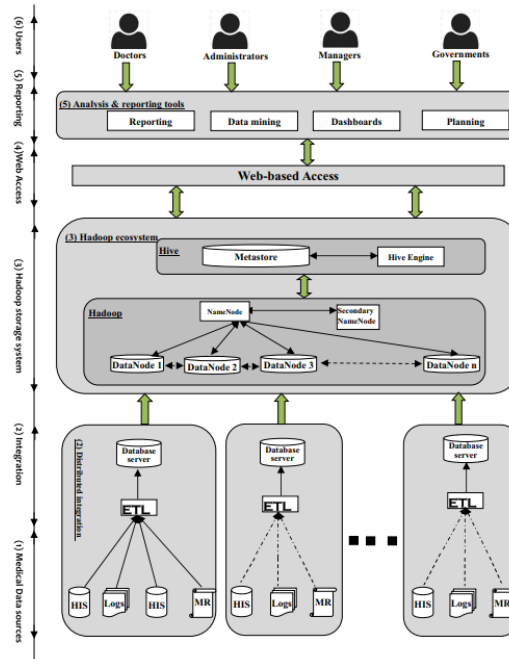 (6) Users
Doctors
Administrators
Managers
Governments
(5) Reporting
(5) Analysis & reporting tools
Reporting
Data mining
Dashboards
Planning
(4)Web Access
Web-based Access
(3) Hadoop storage system
(3) Hadoop ecosystem
Hive
Metastore
Hive Engine
Hadoop
NameNode
Secondary
NameNode
DataNode 1
DataNode 2
DataNode 3
DataNode n
(2) Integration
(2) Distributed integration
Database
server
ETL
Database
server
ETL
Database
server
ETL
(1) Medical Data sources
HIS
Logs
HIS
MR
HIS
Logs
MR
HIS
Logs
MR